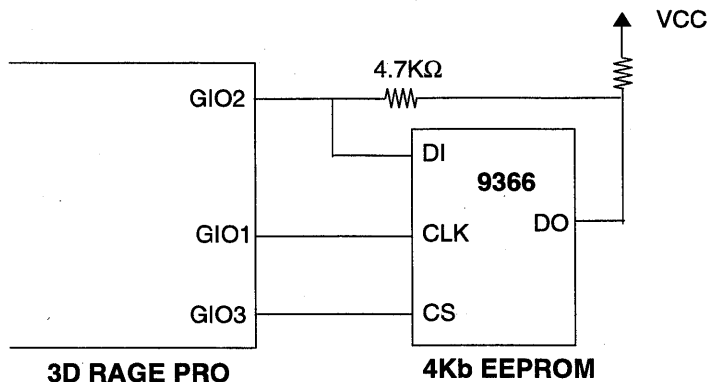 VCC
4.7KΩ
GIO2
DI
9366
DO
GIO1
CLK
GIO3
CS
3D RAGE PRO
4Kb EEPROM